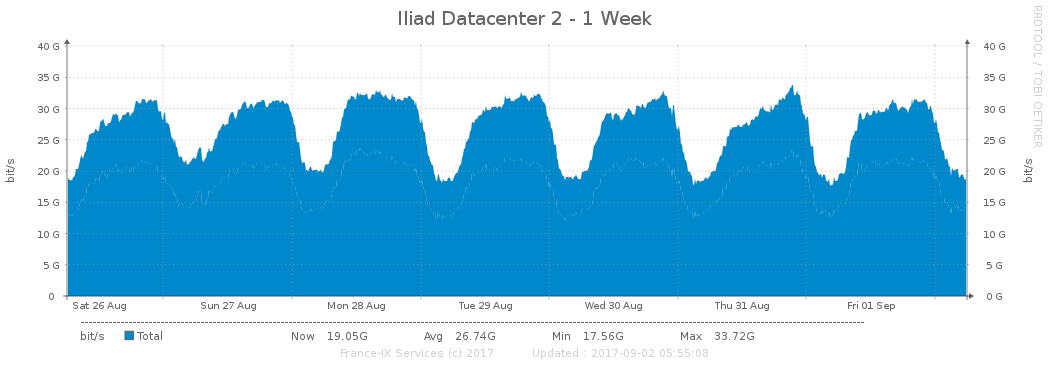 Iliad Datacenter 2 - 1 Week
RRDTOOL / TOBI OETIKER
40 G 40 G
35 G 35 G
30 G 30 G
25 G 25 G
20 G 20 G
15 G 15 G
10 G 10 G
5 G 5 G
0 0 G
bit/s
bit/s
Sat 26 Aug Sun 27 Aug Mon 28 Aug Tue 29 Aug Wed 30 Aug Thu 31 Aug Fri 01 Sep
bit/s Total Now 19.05G Avg 26.74G Min 17.56G Max 33.72G
France-IX Services (c) 2017 Updated : 2017-09-02 05:55:08